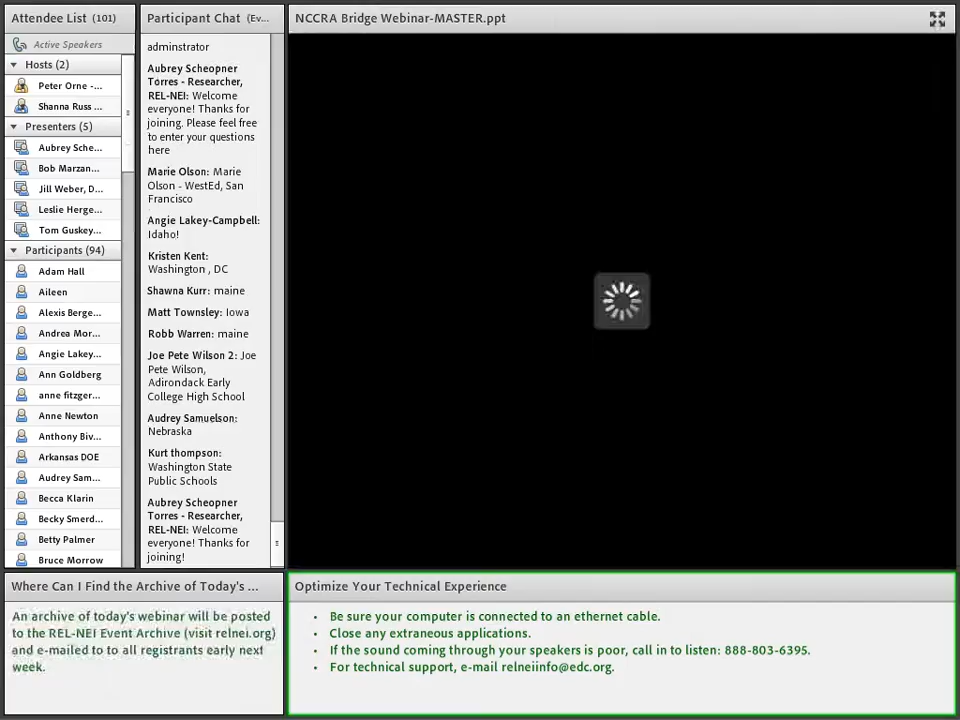 Attendee List (101)
Active Speakers
Hosts (2)
Peter Orne -...
Shanna Russ ...
Presenters (5)
Aubrey Sche...
Bob Marzan...
Jill Weber, D...
Leslie Herge...
Tom Guskey...
Participants (94)
Adam Hall
Aileen
Alexis Berge...
Andrea Mor...
Angie Lakey...
Ann Goldberg
anne fitzger...
Anne Newton
Anthony Biv...
Arkansas DOE
Audrey Sam...
Becca Klarin
Becky Smerd...
Betty Palmer
Bruce Morrow
Participant Chat (Ev...
adminstrator
Aubrey Scheopner
Torres - Researcher,
REL-NEI: Welcome
everyone! Thanks for
joining. Please feel free
to enter your questions
here
Marie Olson: Marie
Olson - WestEd, San
Francisco
Angie Lakey-Campbell:
Idaho!
Kristen Kent:
Washington , DC
Shawna Kurr: maine
Matt Townsley: Iowa
Robb Warren: maine
Joe Pete Wilson 2: Joe
Pete Wilson,
Adirondack Early
College High School
Audrey Samuelson:
Nebraska
Kurt thompson:
Washington State
Public Schools
Aubrey Scheopner
Torres - Researcher,
REL-NEI: Welcome
everyone! Thanks for
joining!
NCCRA Bridge Webinar-MASTER.ppt
Where Can I Find the Archive of Today's ...
An archive of today's webinar will be posted
to the REL-NEI Event Archive (visit relnei.org)
and e-mailed to to all registrants early next
week.
Optimize Your Technical Experience
• Be sure your computer is connected to an ethernet cable.
• Close any extraneous applications.
• If the sound coming through your speakers is poor, call in to listen: 888-803-6395.
• For technical support, e-mail relneiinfo@edc.org.